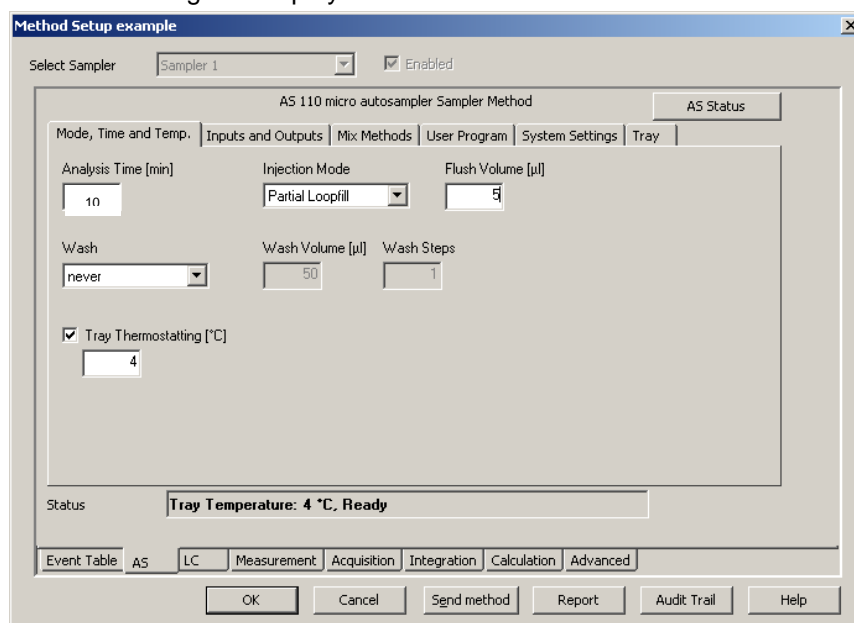 Method Setup example
Select Sampler Sampler 1 Enabled
AS 110 micro autosampler Sampler Method AS Status
Mode, Time and Temp. Inputs and Outputs Mix Methods User Program System Settings Tray
Analysis Time [min] Injection Mode Flush Volume [µl]
10 Partial Loopfill 5
Wash Wash Volume [µl] Wash Steps
never 50 1
Tray Thermostatting [°C]
4
Status Tray Temperature: 4 °C, Ready
Event Table AS LC Measurement Acquisition Integration Calculation Advanced
OK Cancel Send method Report Audit Trail Help